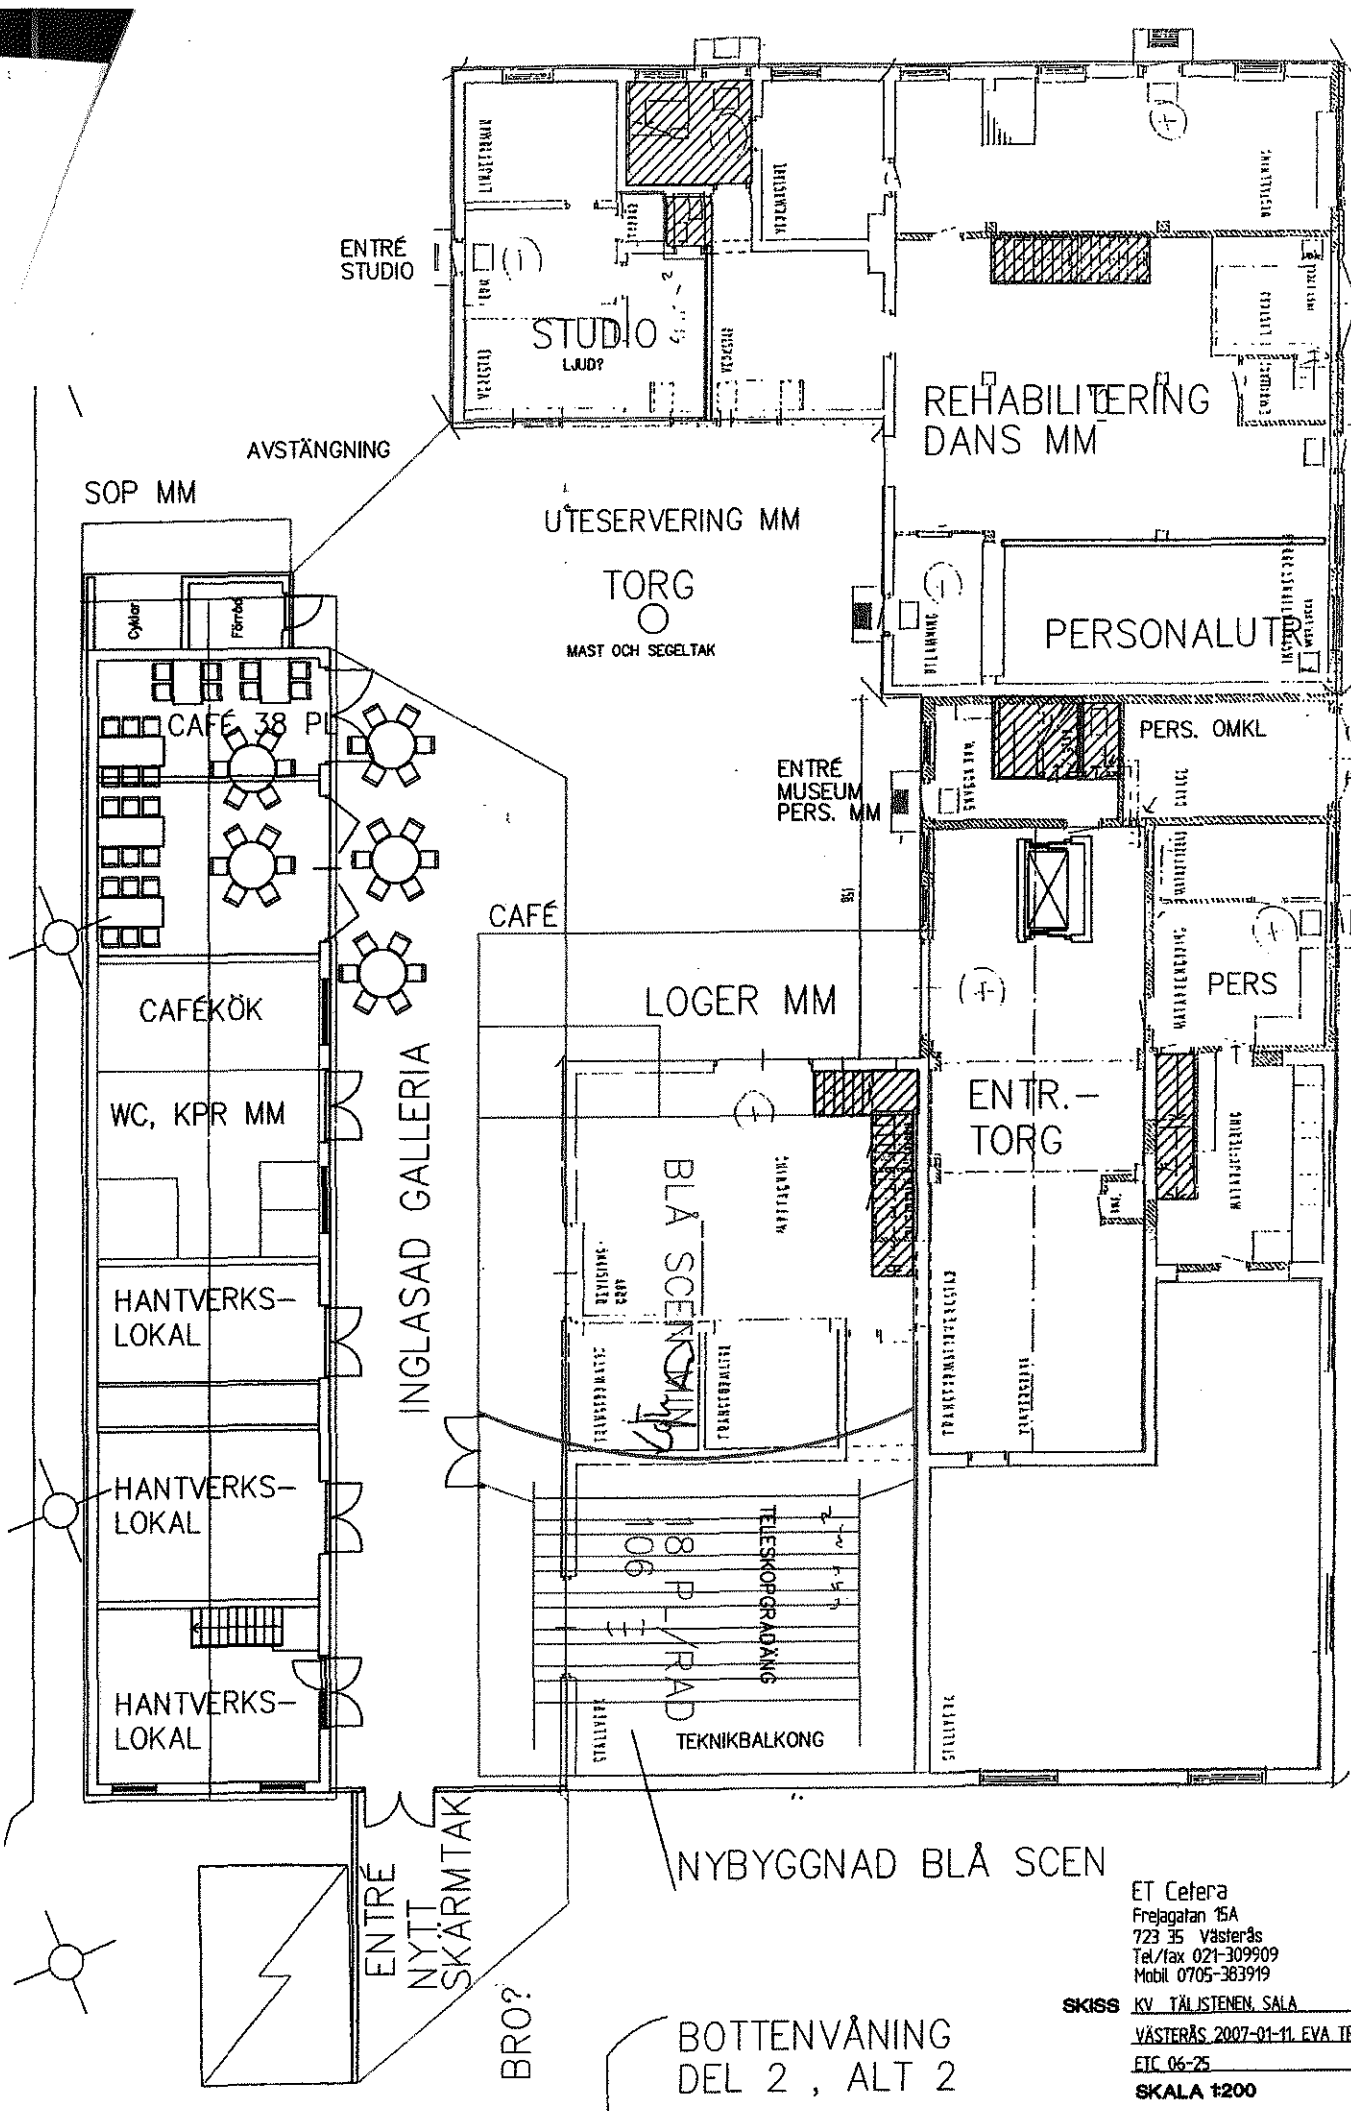 ENTRÉ
STUDIO
STUDIO
LJUD?
REHABILITERING
DANS MM
AVSTÄNGNING
SOP MM
UTESERVERING MM
TORG
MAST OCH SEGELTAK
Cyklar
Förråd
PERSONALUTR
CAFÉ 38 PL
PERS. OMKL
ENTRÉ
MUSEUM
PERS. MM
CAFÉ
CAFÉKÖK
LOGER MM
PERS
WC, KPR MM
INGLASAD GALLERIA
ENTR.-
TORG
BLÅ SCEN
HANTVERKS-
LOKAL
HANTVERKS-
LOKAL
HANTVERKS-
LOKAL
TELESKOPGRADÄNG
18 P-/RAD
106
TEKNIKBALKONG
NYBYGGNAD BLÅ SCEN
ENTRÉ
NYTT
SKÄRMTAK
BRO?
BOTTENVÅNING
DEL 2 , ALT 2
ET Cetera
Frejagatan 15A
723 35 Västerås
Tel/fax 021-309909
Mobil 0705-383919
SKISS KV TÄLJSTENEN, SALA
VÄSTERÅS 2007-01-11, EVA
ETC 06-25
SKALA 1:200